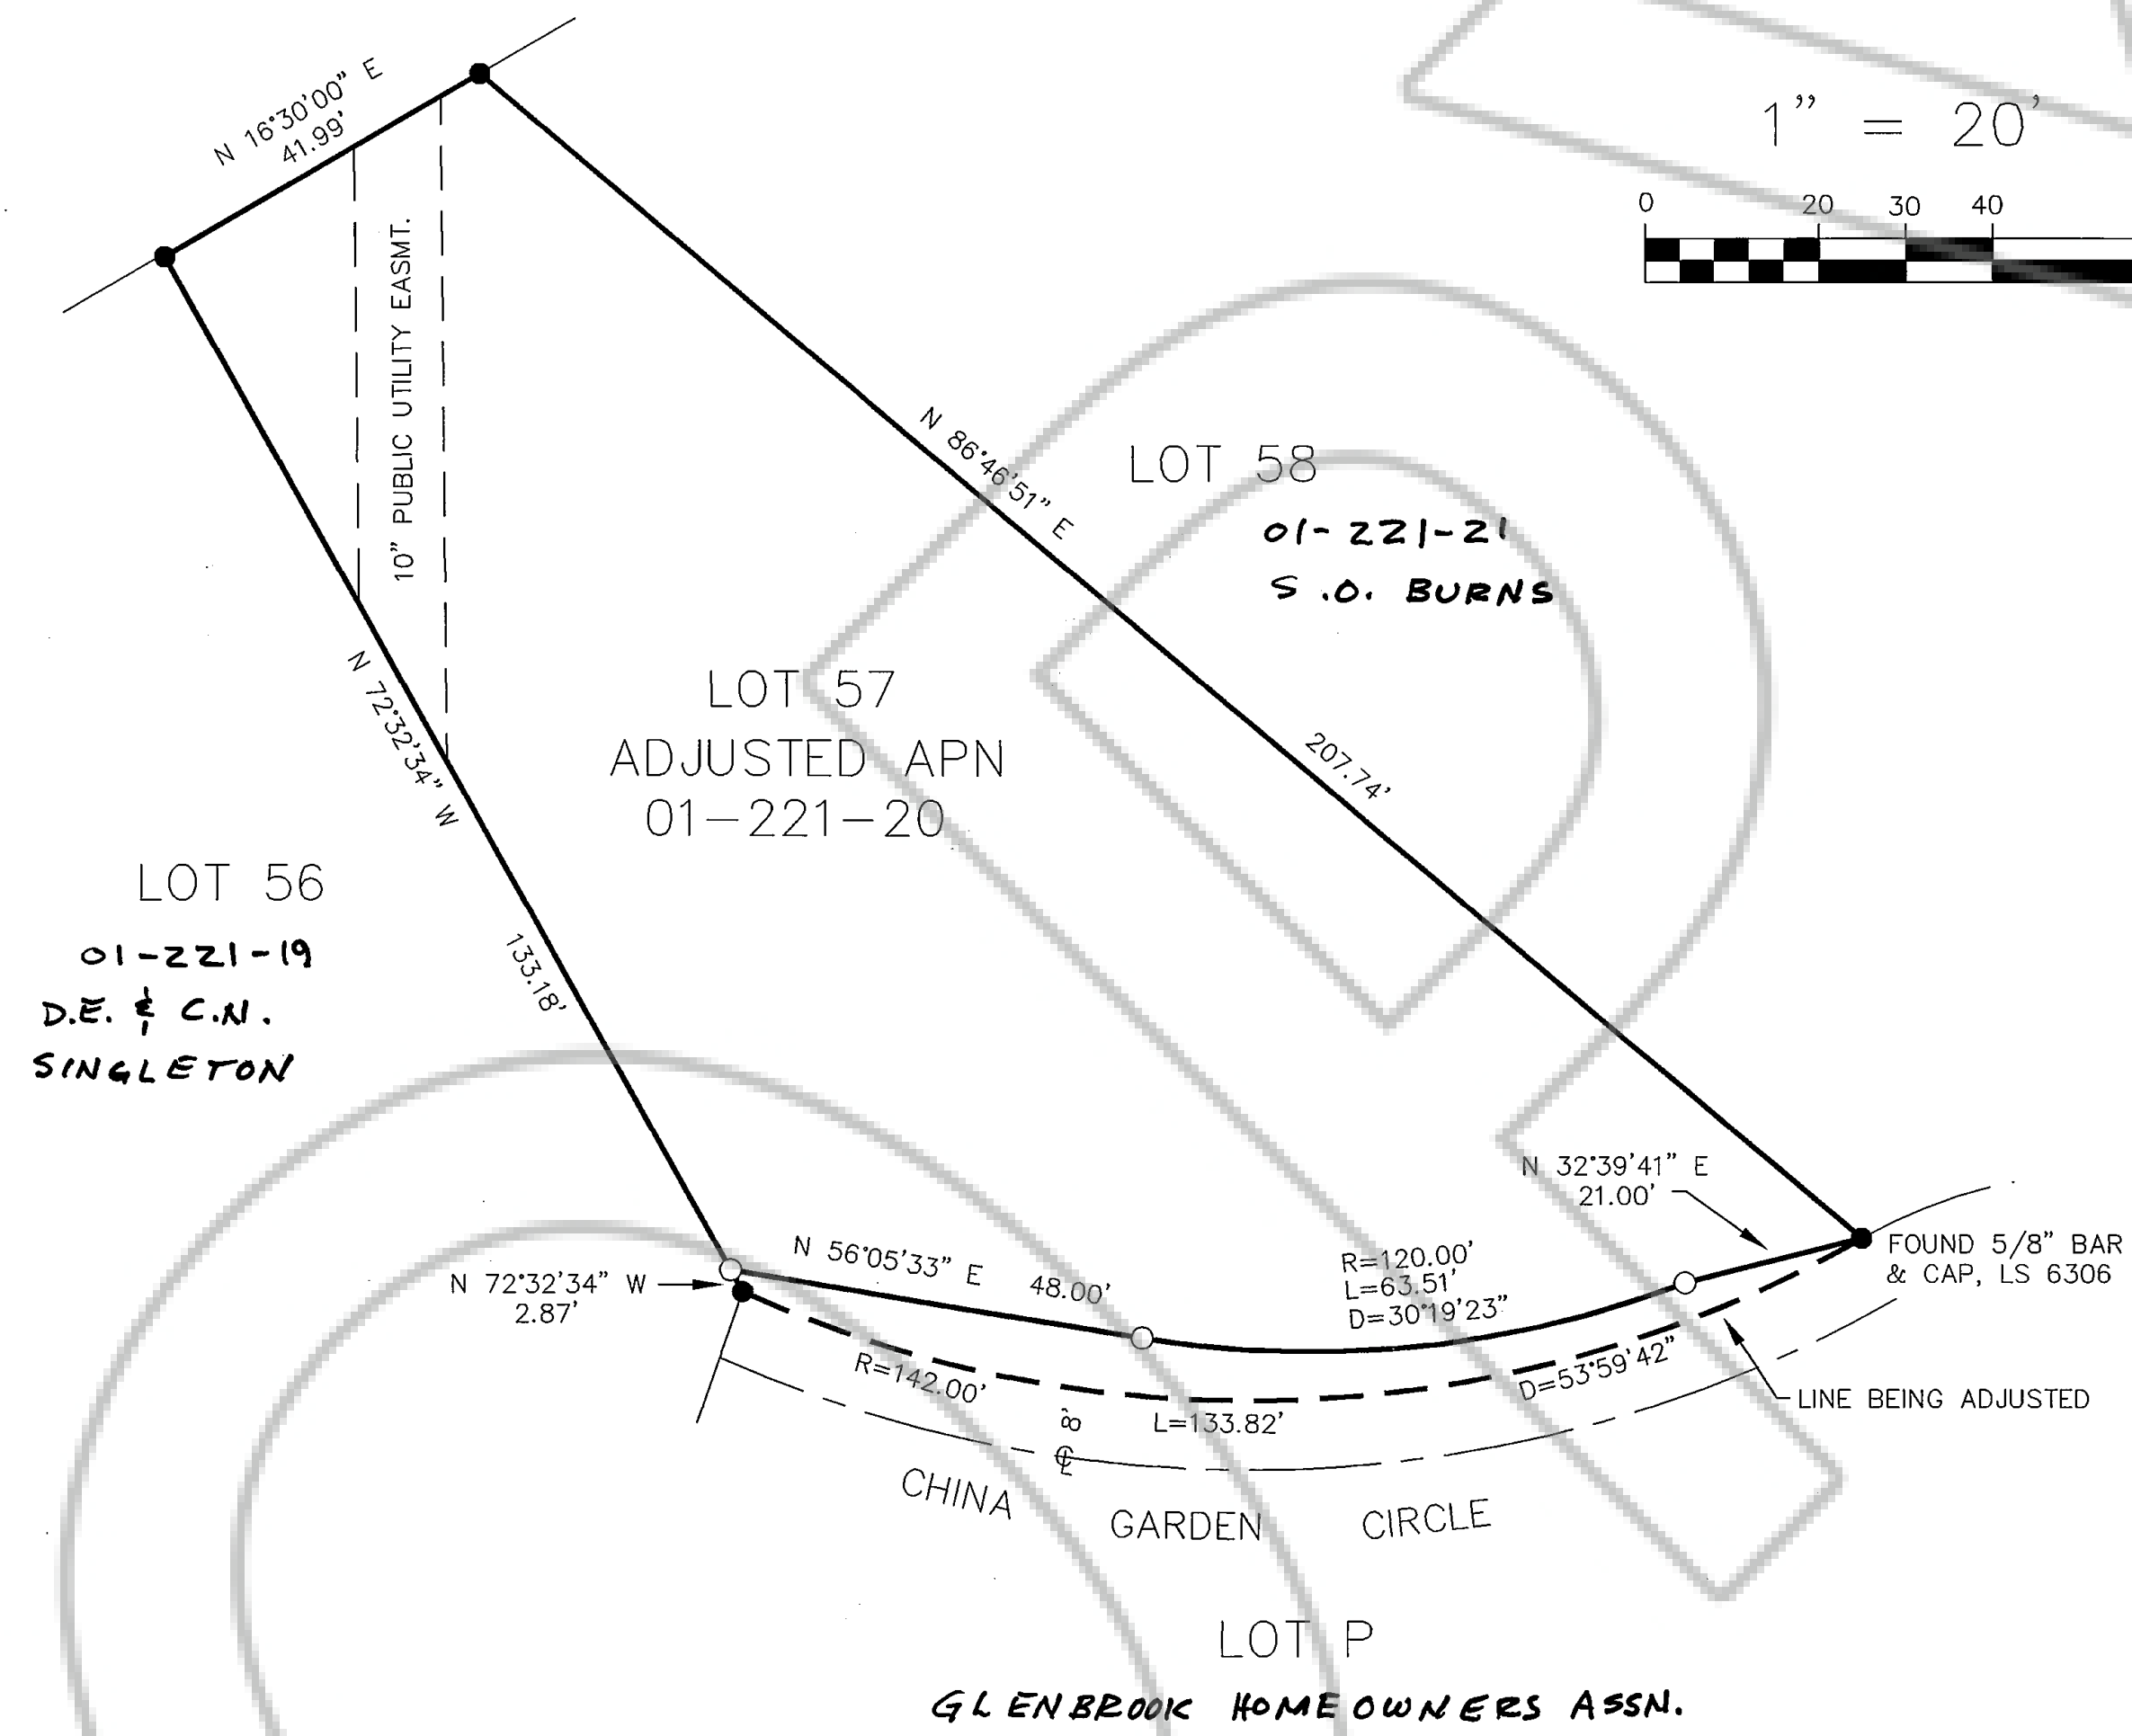 N 16°30'00" E
41.99'
1" = 20'
0 20 30 40
10" PUBLIC UTILITY EASMT.
N 86°46'51" E
207.74'
LOT 58
01-221-21
S.O. BURNS
LOT 57
ADJUSTED APN
01-221-20
N 72°32'34" W
133.18'
LOT 56
01-221-19
D.E. & C.N.
SINGLETON
N 32°39'41" E
21.00'
FOUND 5/8" BAR
& CAP, LS 6306
N 72°32'34" W
2.87'
N 56°05'33" E 48.00'
R=120.00'
L=63.51'
D=30°19'23"
R=142.00'
L=133.82'
D=53°59'42"
LINE BEING ADJUSTED
8'
℄
CHINA GARDEN CIRCLE
LOT P
GLENBROOK HOMEOWNERS ASSN.